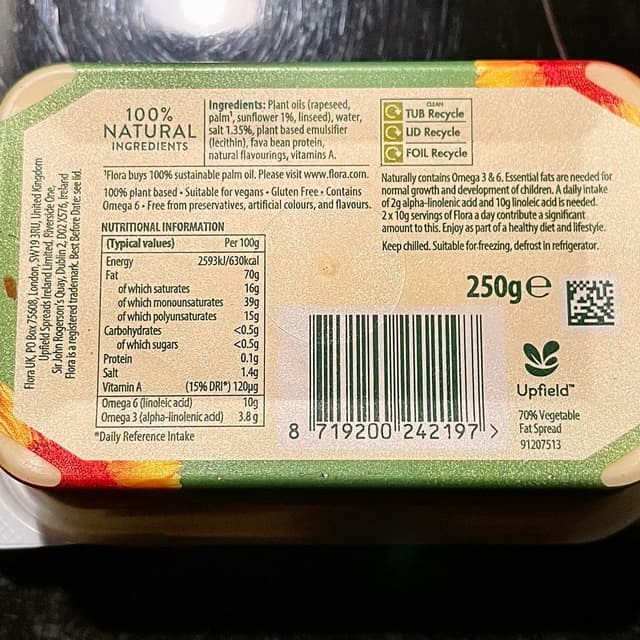 100%
NATURAL
INGREDIENTS
Ingredients: Plant oils (rapeseed,
palm¹, sunflower 1%, linseed), water,
salt 1.35%, plant based emulsifier
(lecithin), fava bean protein,
natural flavourings, vitamin A.
CLEAN
TUB Recycle
LID Recycle
FOIL Recycle
¹Flora buys 100% sustainable palm oil. Please visit www.flora.com.
100% plant based • Suitable for vegans • Gluten Free • Contains
Omega 6 • Free from preservatives, artificial colours, and flavours.
Naturally contains Omega 3 & 6. Essential fats are needed for
normal growth and development of children. A daily intake
of 2g alpha-linolenic acid and 10g linoleic acid is needed.
2 x 10g servings of Flora a day contribute a significant
amount to this. Enjoy as part of a healthy diet and lifestyle.
Keep chilled. Suitable for freezing, defrost in refrigerator.
NUTRITIONAL INFORMATION
(Typical values) Per 100g
Energy 2593kJ/630kcal
Fat 70g
of which saturates 16g
of which monounsaturates 39g
of which polyunsaturates 15g
Carbohydrates <0.5g
of which sugars <0.5g
Protein 0.1g
Salt 1.4g
Vitamin A (15% DRI*) 120µg
Omega 6 (linoleic acid) 10g
Omega 3 (alpha-linolenic acid) 3.8 g
*Daily Reference Intake
250g℮
8 719200 242197 >
Upfield™
70% Vegetable
Fat Spread
91207513
Flora UK, PO Box 75608, London, SW19 3RU, United Kingdom
Upfield Spreads Ireland Limited, Riverside One,
Sir John Rogerson's Quay, Dublin 2, D02 X576, Ireland
Flora is a registered trademark. Best Before Date: see lid.